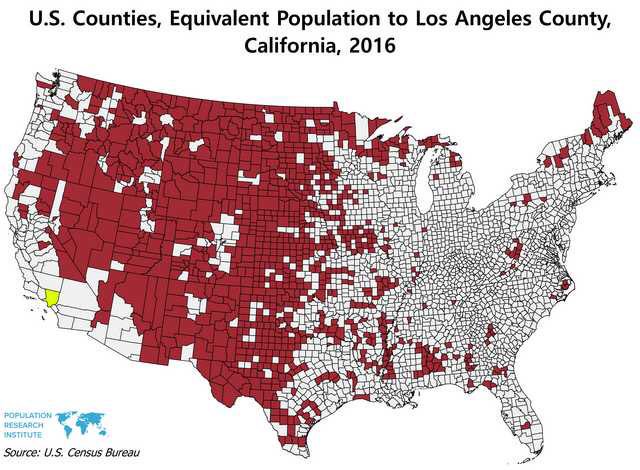 U.S. Counties, Equivalent Population to Los Angeles County,
California, 2016
POPULATION
RESEARCH
INSTITUTE
Source: U.S. Census Bureau